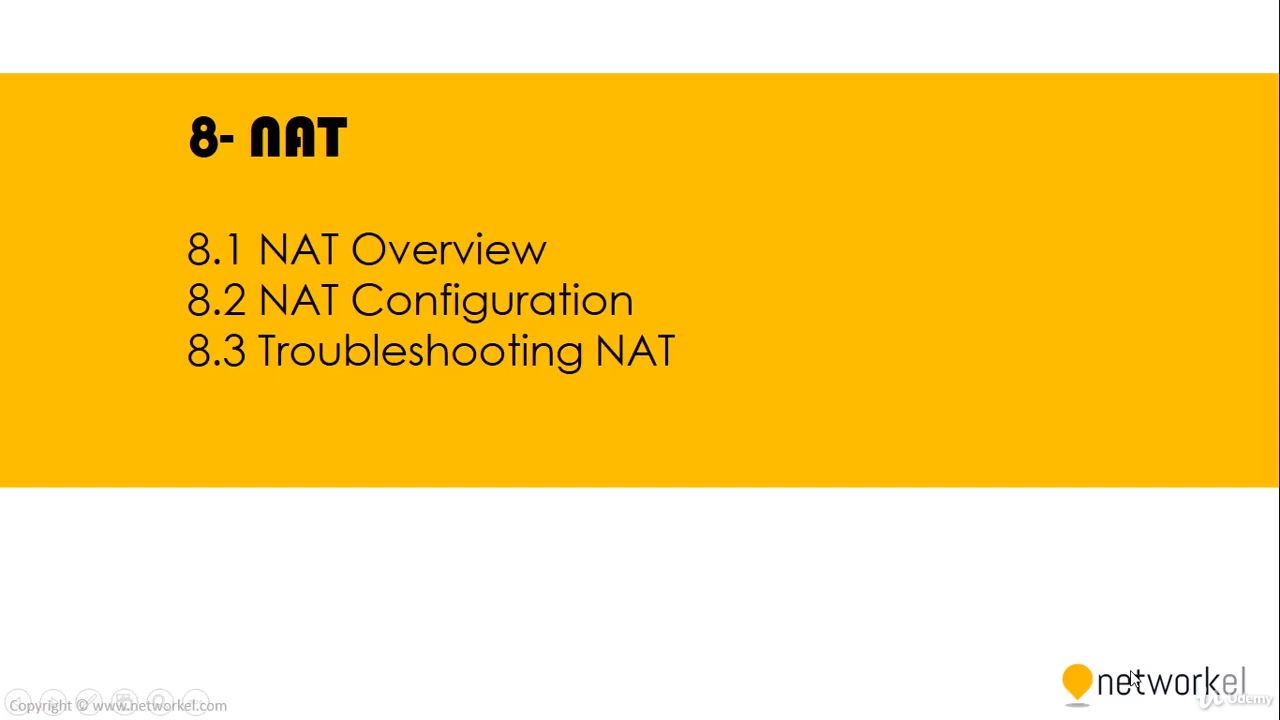 8- NAT
8.1 NAT Overview
8.2 NAT Configuration
8.3 Troubleshooting NAT
networkel
Udemy
Copyright © www.networkel.com